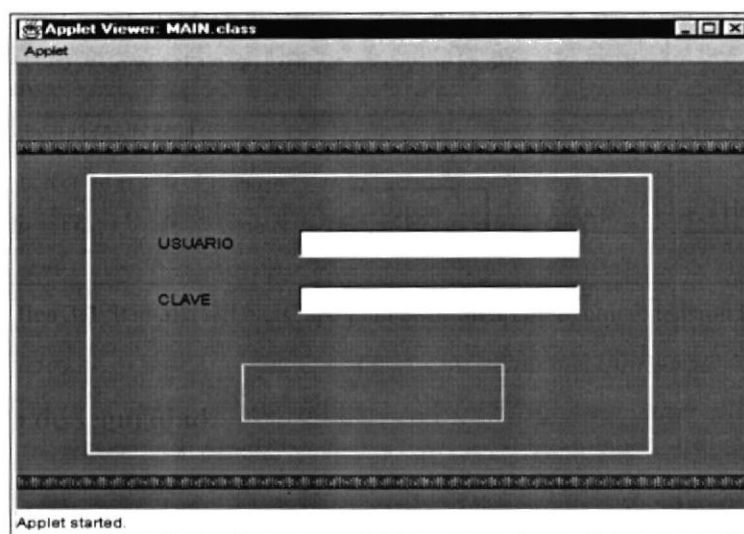 Applet Viewer: MAIN.class
Applet
USUARIO
CLAVE
Applet started.